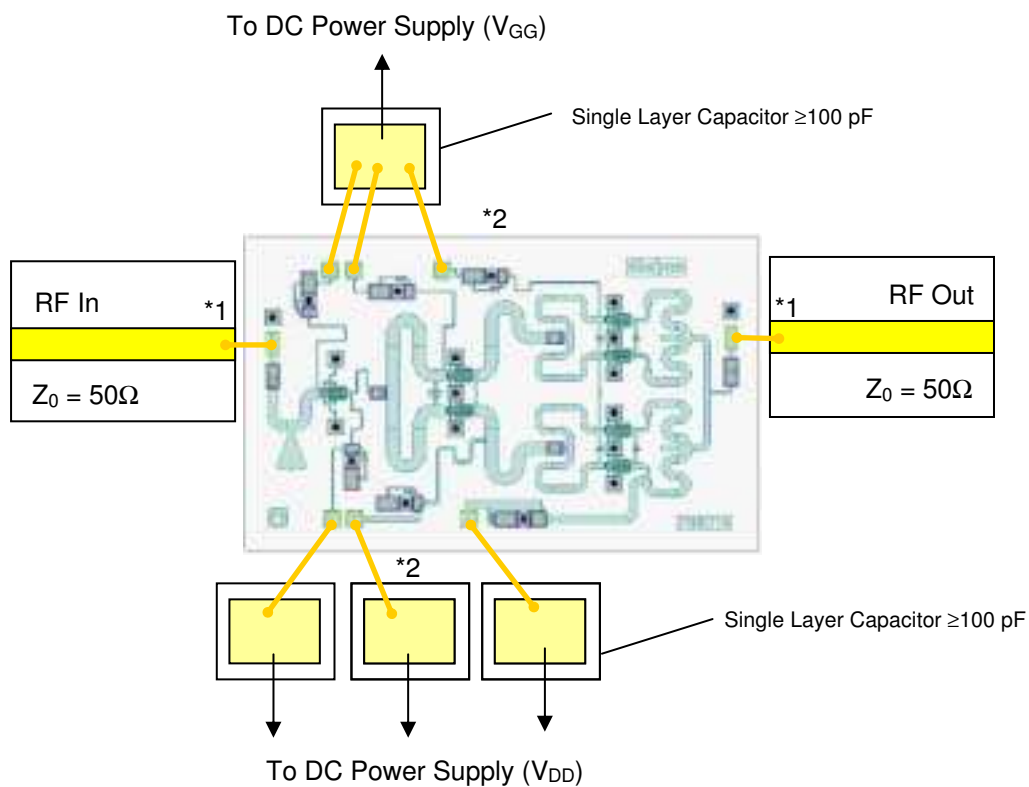 To DC Power Supply (VGG)
Single Layer Capacitor ≥100 pF
*2
RF In
*1
Z0 = 50Ω
*1
RF Out
Z0 = 50Ω
*2
Single Layer Capacitor ≥100 pF
To DC Power Supply (VDD)